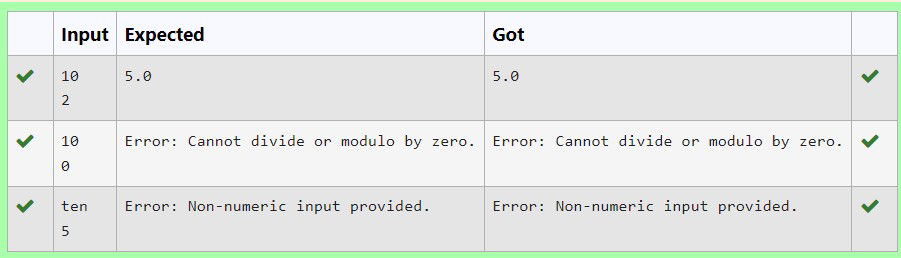 Input Expected Got
10 5.0 5.0
2
10 Error: Cannot divide or modulo by zero. Error: Cannot divide or modulo by zero.
0
ten Error: Non-numeric input provided. Error: Non-numeric input provided.
5